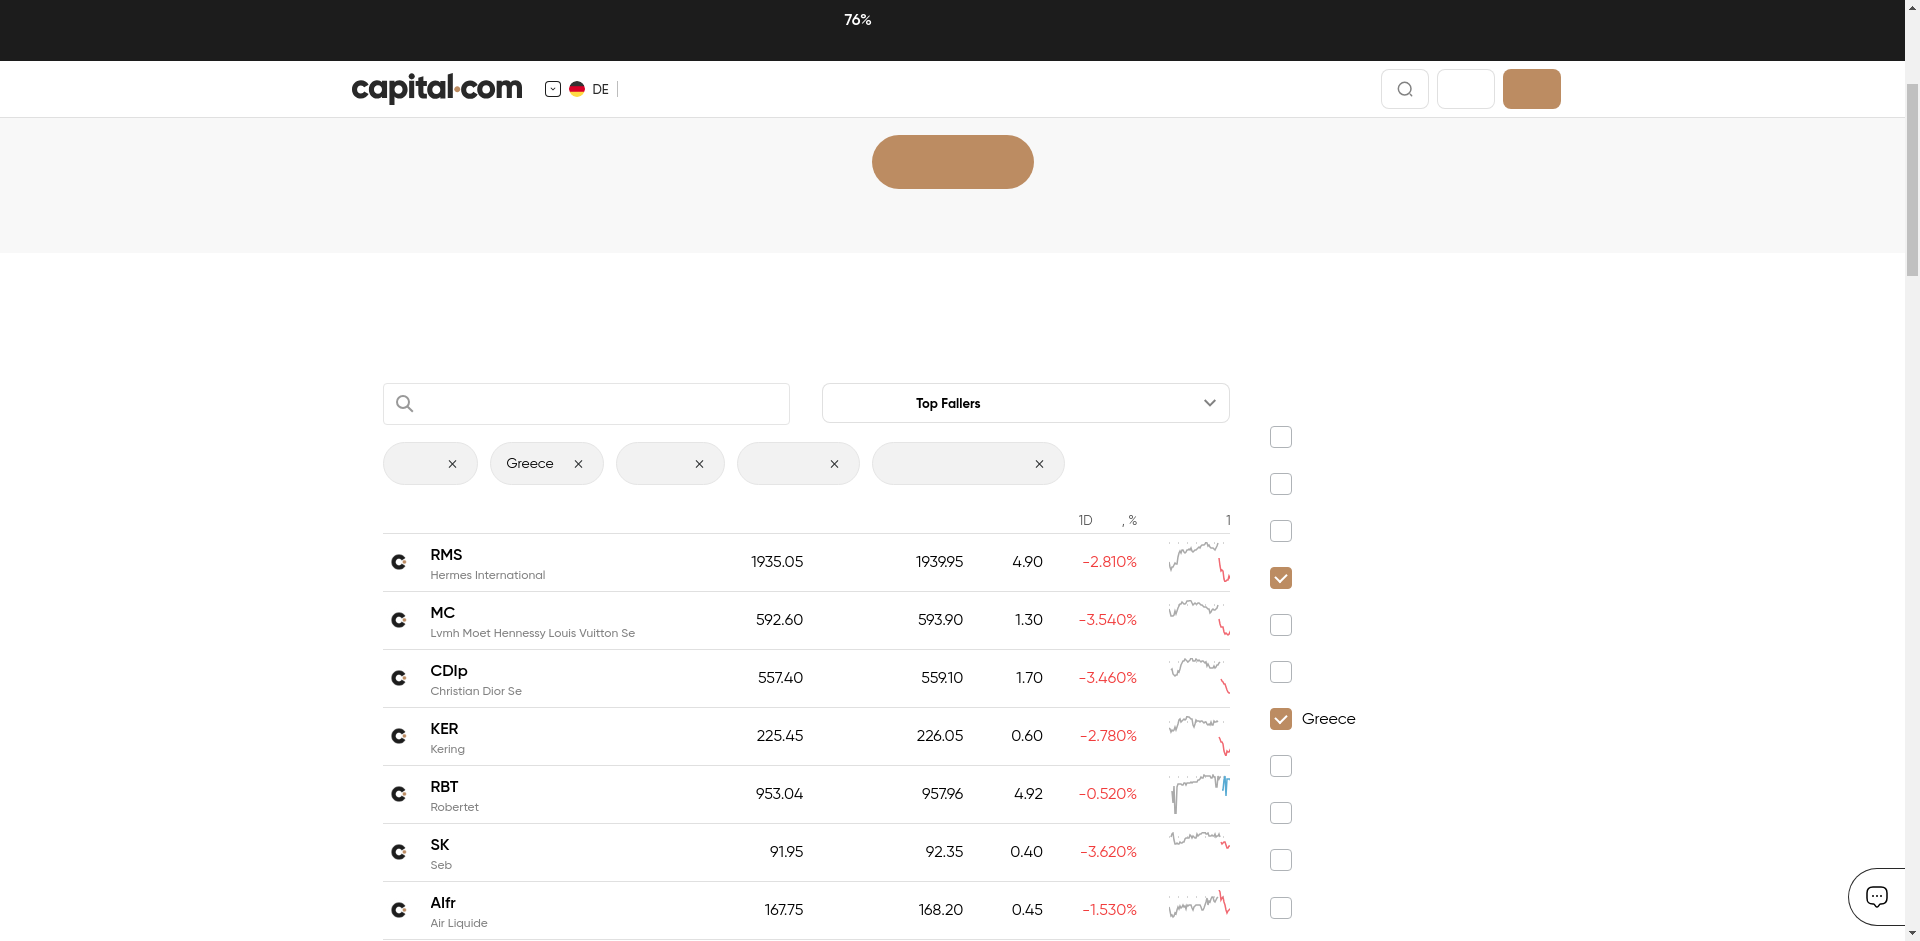 76%
capital.com
DE
Top Fallers
Greece
1D , % 1
RMS
Hermes International
1935.05 1939.95 4.90 -2.810%
MC
Lvmh Moet Hennessy Louis Vuitton Se
592.60 593.90 1.30 -3.540%
CDIp
Christian Dior Se
557.40 559.10 1.70 -3.460%
KER
Kering
225.45 226.05 0.60 -2.780%
Greece
RBT
Robertet
953.04 957.96 4.92 -0.520%
SK
Seb
91.95 92.35 0.40 -3.620%
AIfr
Air Liquide
167.75 168.20 0.45 -1.530%